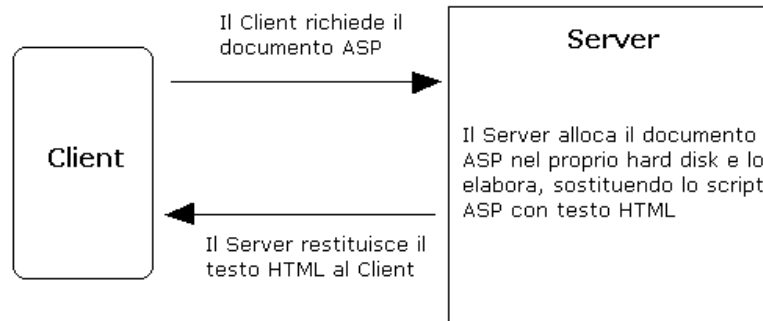 Il Client richiede il
documento ASP
Server
Client
Il Server alloca il documento
ASP nel proprio hard disk e lo
elabora, sostituendo lo script
ASP con testo HTML
Il Server restituisce il
testo HTML al Client